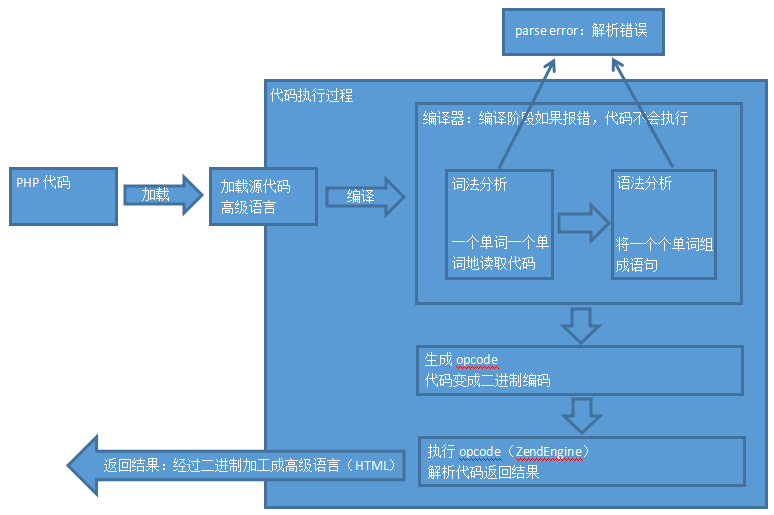 parse error：解析错误
代码执行过程
编译器：编译阶段如果报错，代码不会执行
PHP 代码
加载
加载源代码
高级语言
编译
词法分析
一个单词一个单
词地读取代码
语法分析
将一个个单词组
成语句
生成 opcode
代码变成二进制编码
执行 opcode（ZendEngine）
解析代码返回结果
返回结果：经过二进制加工成高级语言（HTML）